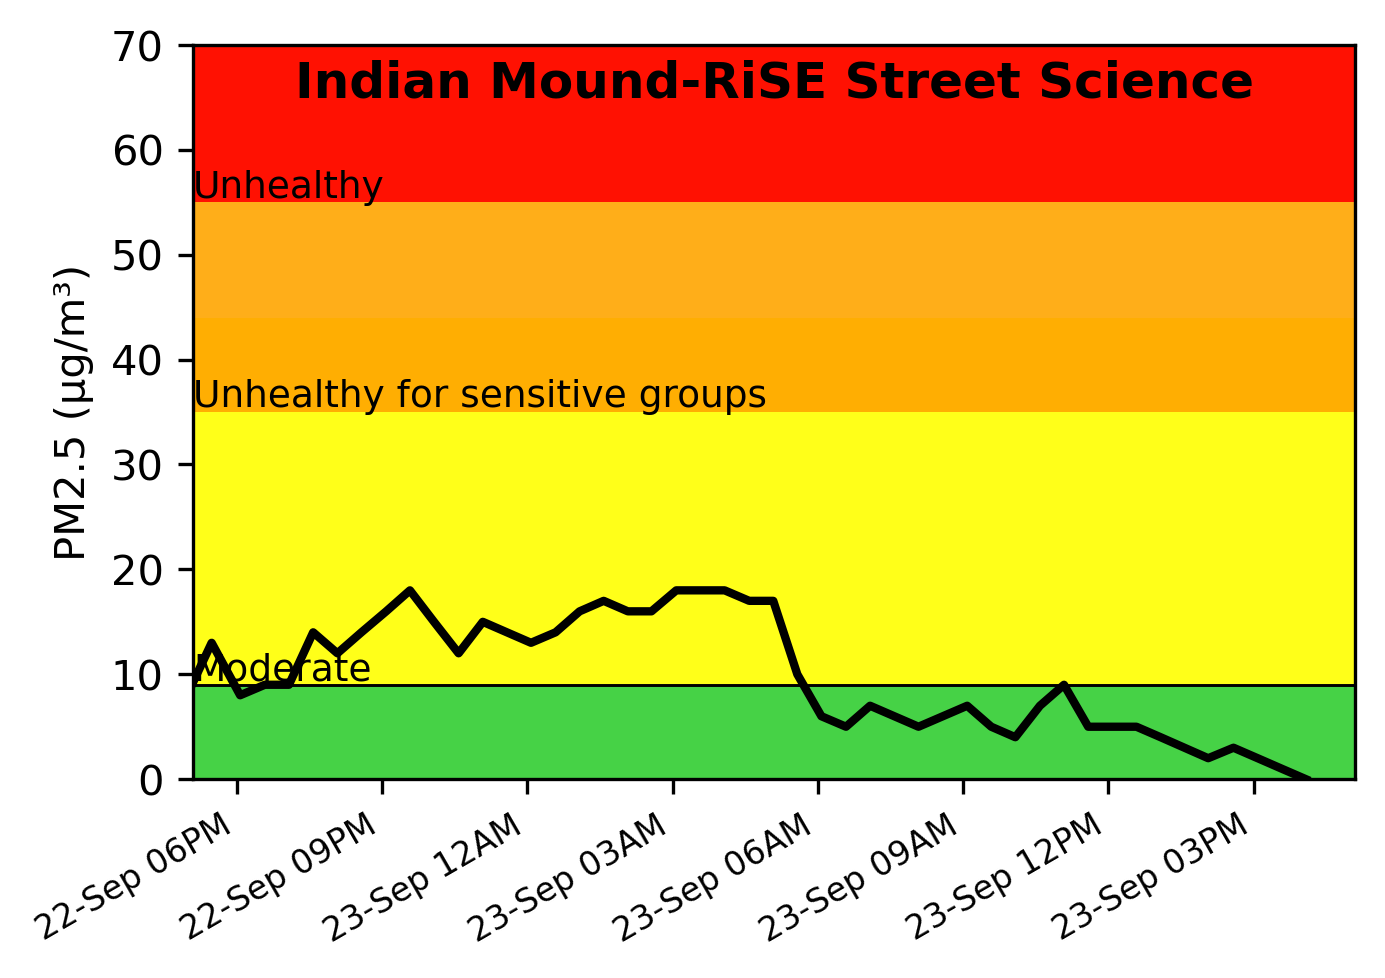 Indian Mound-RiSE Street Science
70
60
Unhealthy
50
40
Unhealthy for sensitive groups
30
20
10
Moderate
0
PM2.5 (μg/m³)
22-Sep 06PM
22-Sep 09PM
23-Sep 12AM
23-Sep 03AM
23-Sep 06AM
23-Sep 09AM
23-Sep 12PM
23-Sep 03PM